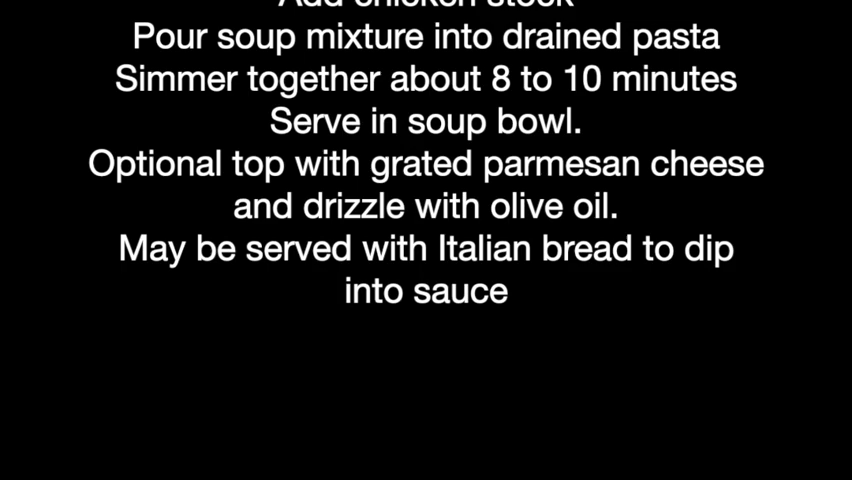 Add chicken stock
Pour soup mixture into drained pasta
Simmer together about 8 to 10 minutes
Serve in soup bowl.
Optional top with grated parmesan cheese
and drizzle with olive oil.
May be served with Italian bread to dip
into sauce